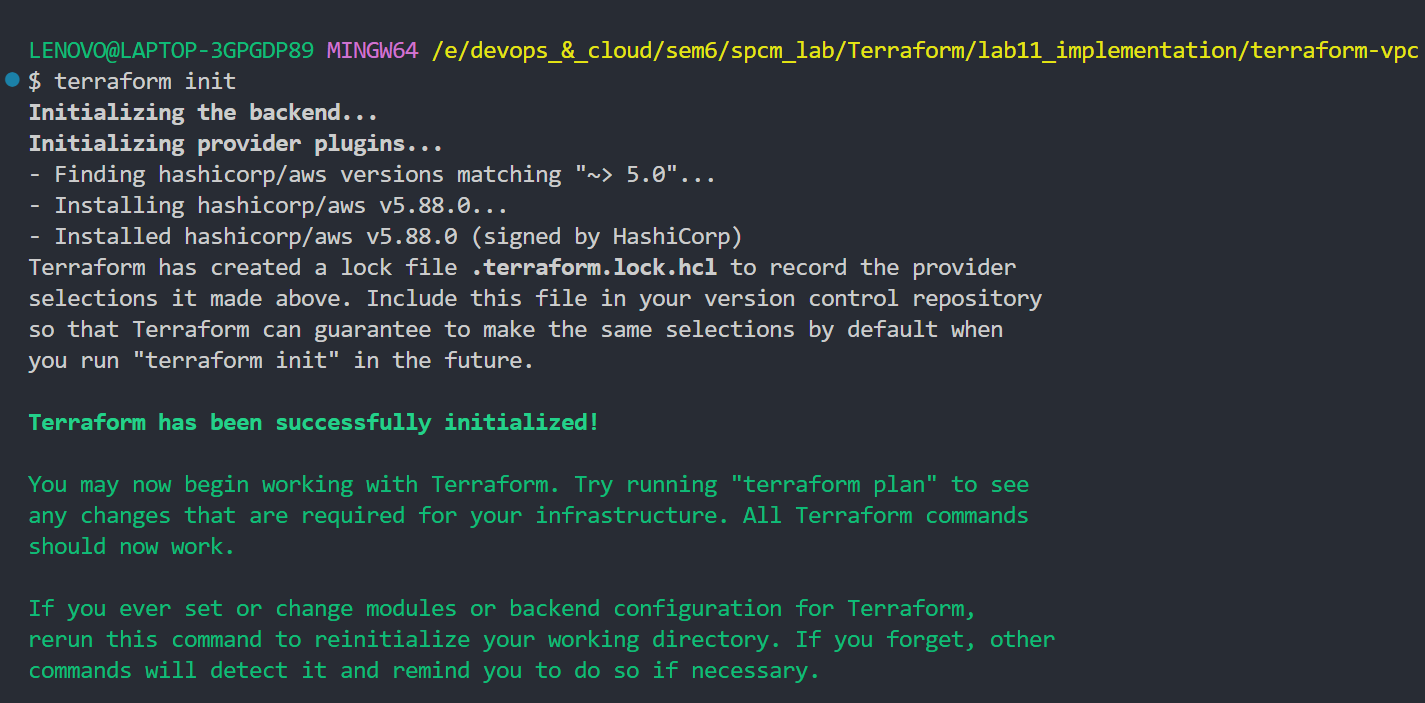 LENOVO@LAPTOP-3GPGDP89 MINGW64 /e/devops_&_cloud/sem6/spcm_lab/Terraform/lab11_implementation/terraform-vpc
$ terraform init
Initializing the backend...
Initializing provider plugins...
- Finding hashicorp/aws versions matching "~> 5.0"...
- Installing hashicorp/aws v5.88.0...
- Installed hashicorp/aws v5.88.0 (signed by HashiCorp)
Terraform has created a lock file .terraform.lock.hcl to record the provider
selections it made above. Include this file in your version control repository
so that Terraform can guarantee to make the same selections by default when
you run "terraform init" in the future.
Terraform has been successfully initialized!
You may now begin working with Terraform. Try running "terraform plan" to see
any changes that are required for your infrastructure. All Terraform commands
should now work.
If you ever set or change modules or backend configuration for Terraform,
rerun this command to reinitialize your working directory. If you forget, other
commands will detect it and remind you to do so if necessary.